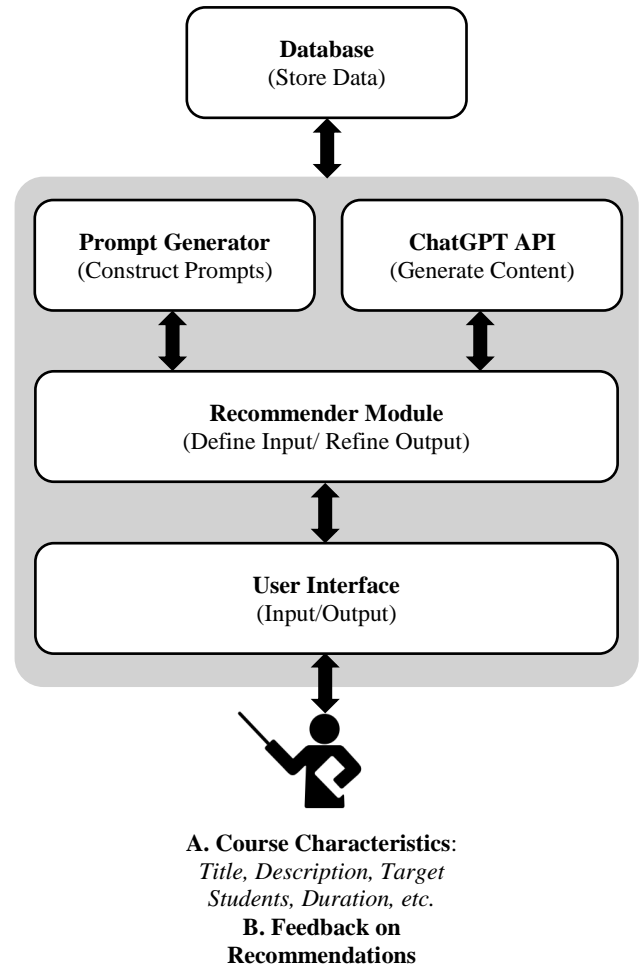 Database
(Store Data)
Prompt Generator
(Construct Prompts)
ChatGPT API
(Generate Content)
Recommender Module
(Define Input/ Refine Output)
User Interface
(Input/Output)
A. Course Characteristics:
Title, Description, Target
Students, Duration, etc.
B. Feedback on
Recommendations